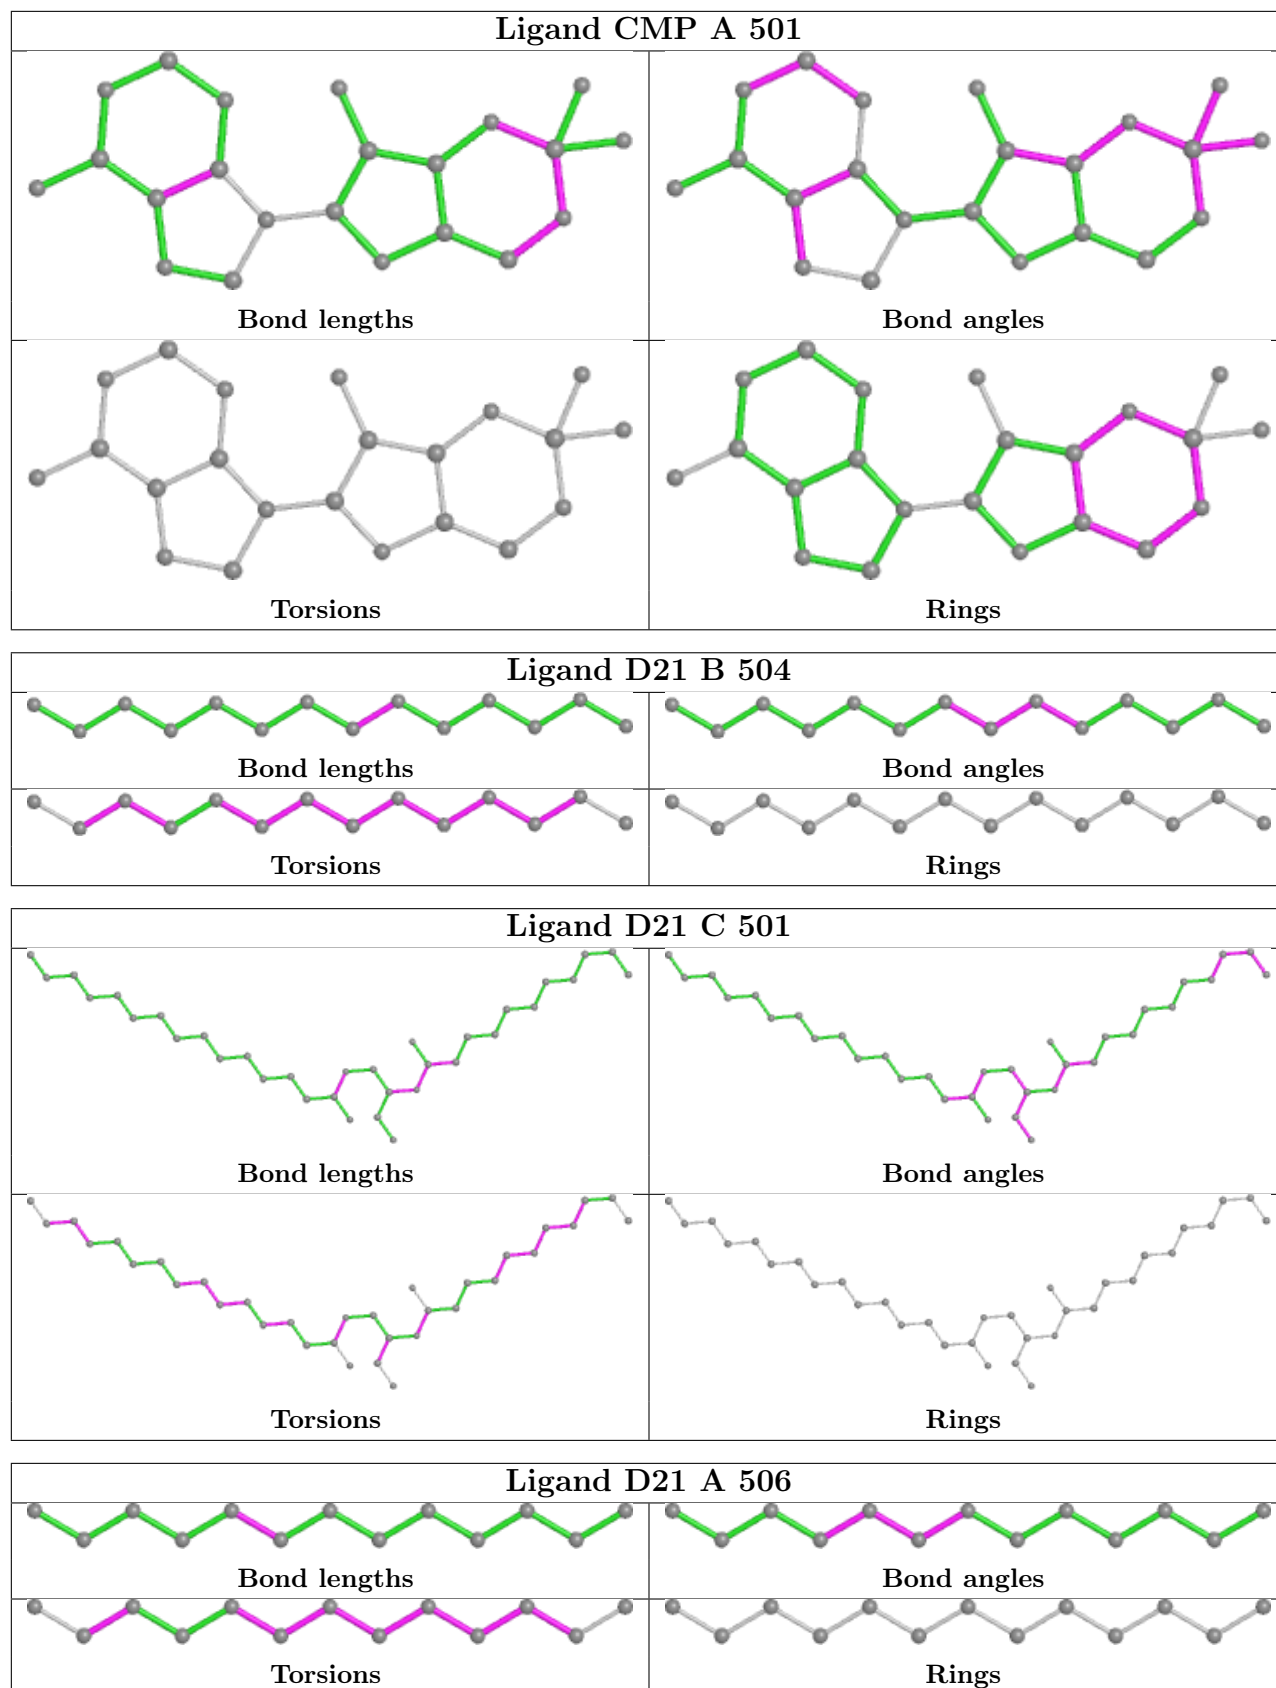 Ligand CMP A 501
Bond lengths
Bond angles
Torsions
Rings
Ligand D21 B 504
Bond lengths
Bond angles
Torsions
Rings
Ligand D21 C 501
Bond lengths
Bond angles
Torsions
Rings
Ligand D21 A 506
Bond lengths
Bond angles
Torsions
Rings